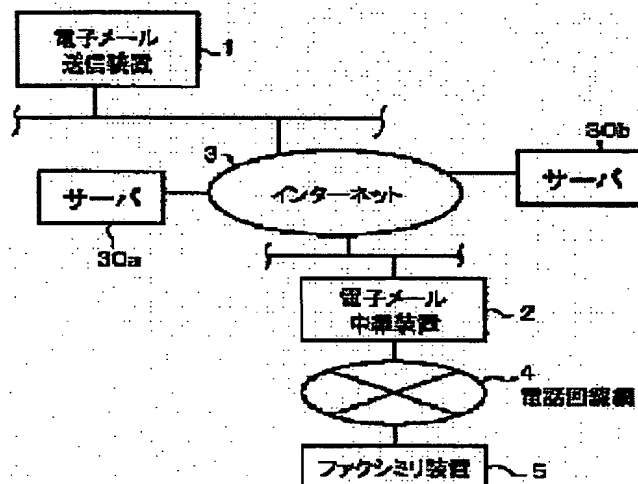 電子メール
送信装置
1
30b
3
サーバ
インターネット
サーバ
30a
電子メール
中継装置
2
4
電話回線網
ファクシミリ装置
5